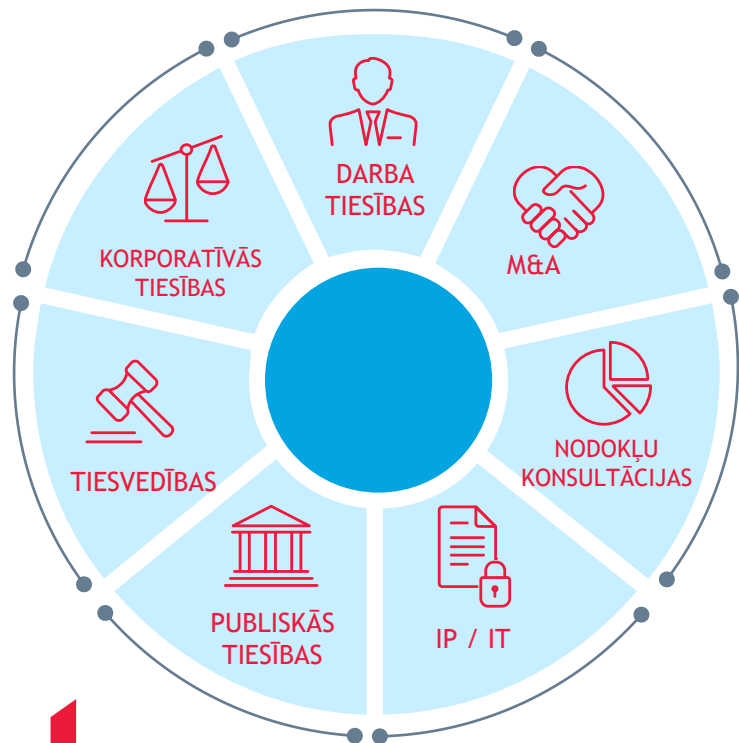 DARBA
TIESĪBAS
M&A
NODOKĻU
KONSULTĀCIJAS
IP / IT
PUBLISKĀS
TIESĪBAS
TIESVEDĪBAS
KORPORATĪVĀS
TIESĪBAS